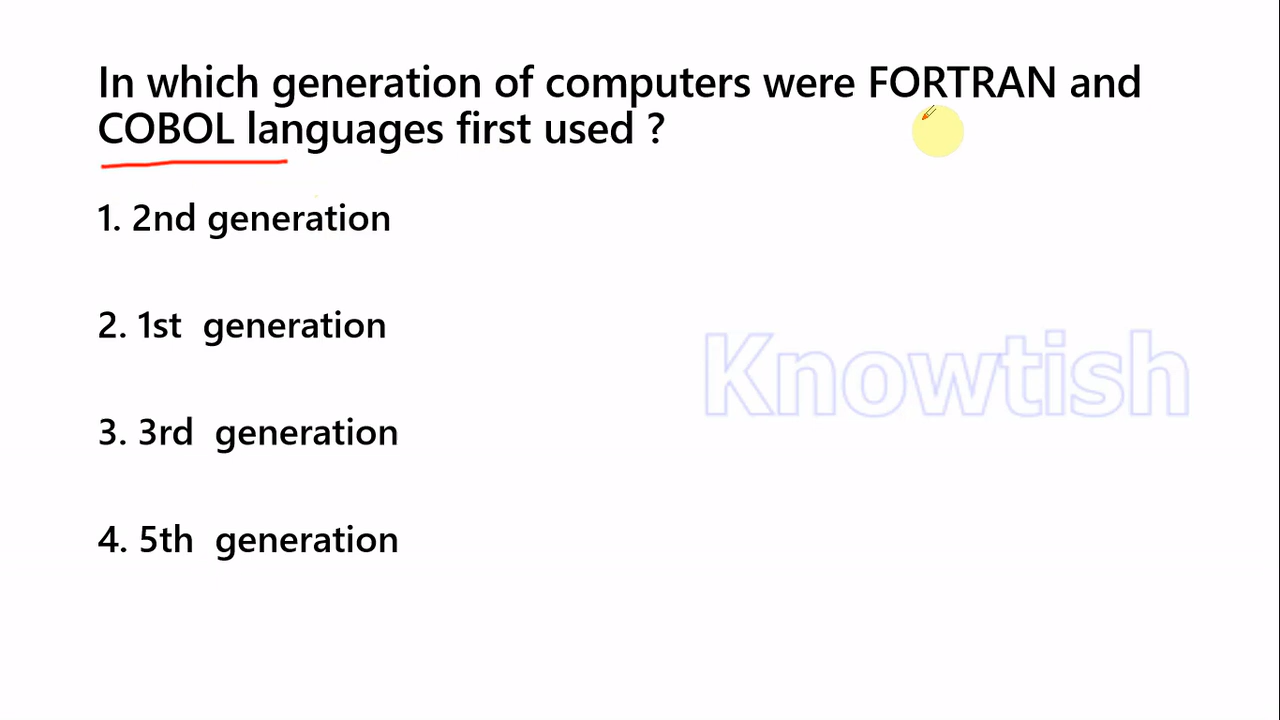 In which generation of computers were FORTRAN and
COBOL languages first used ?
1. 2nd generation
2. 1st generation
Knowtish
3. 3rd generation
4. 5th generation